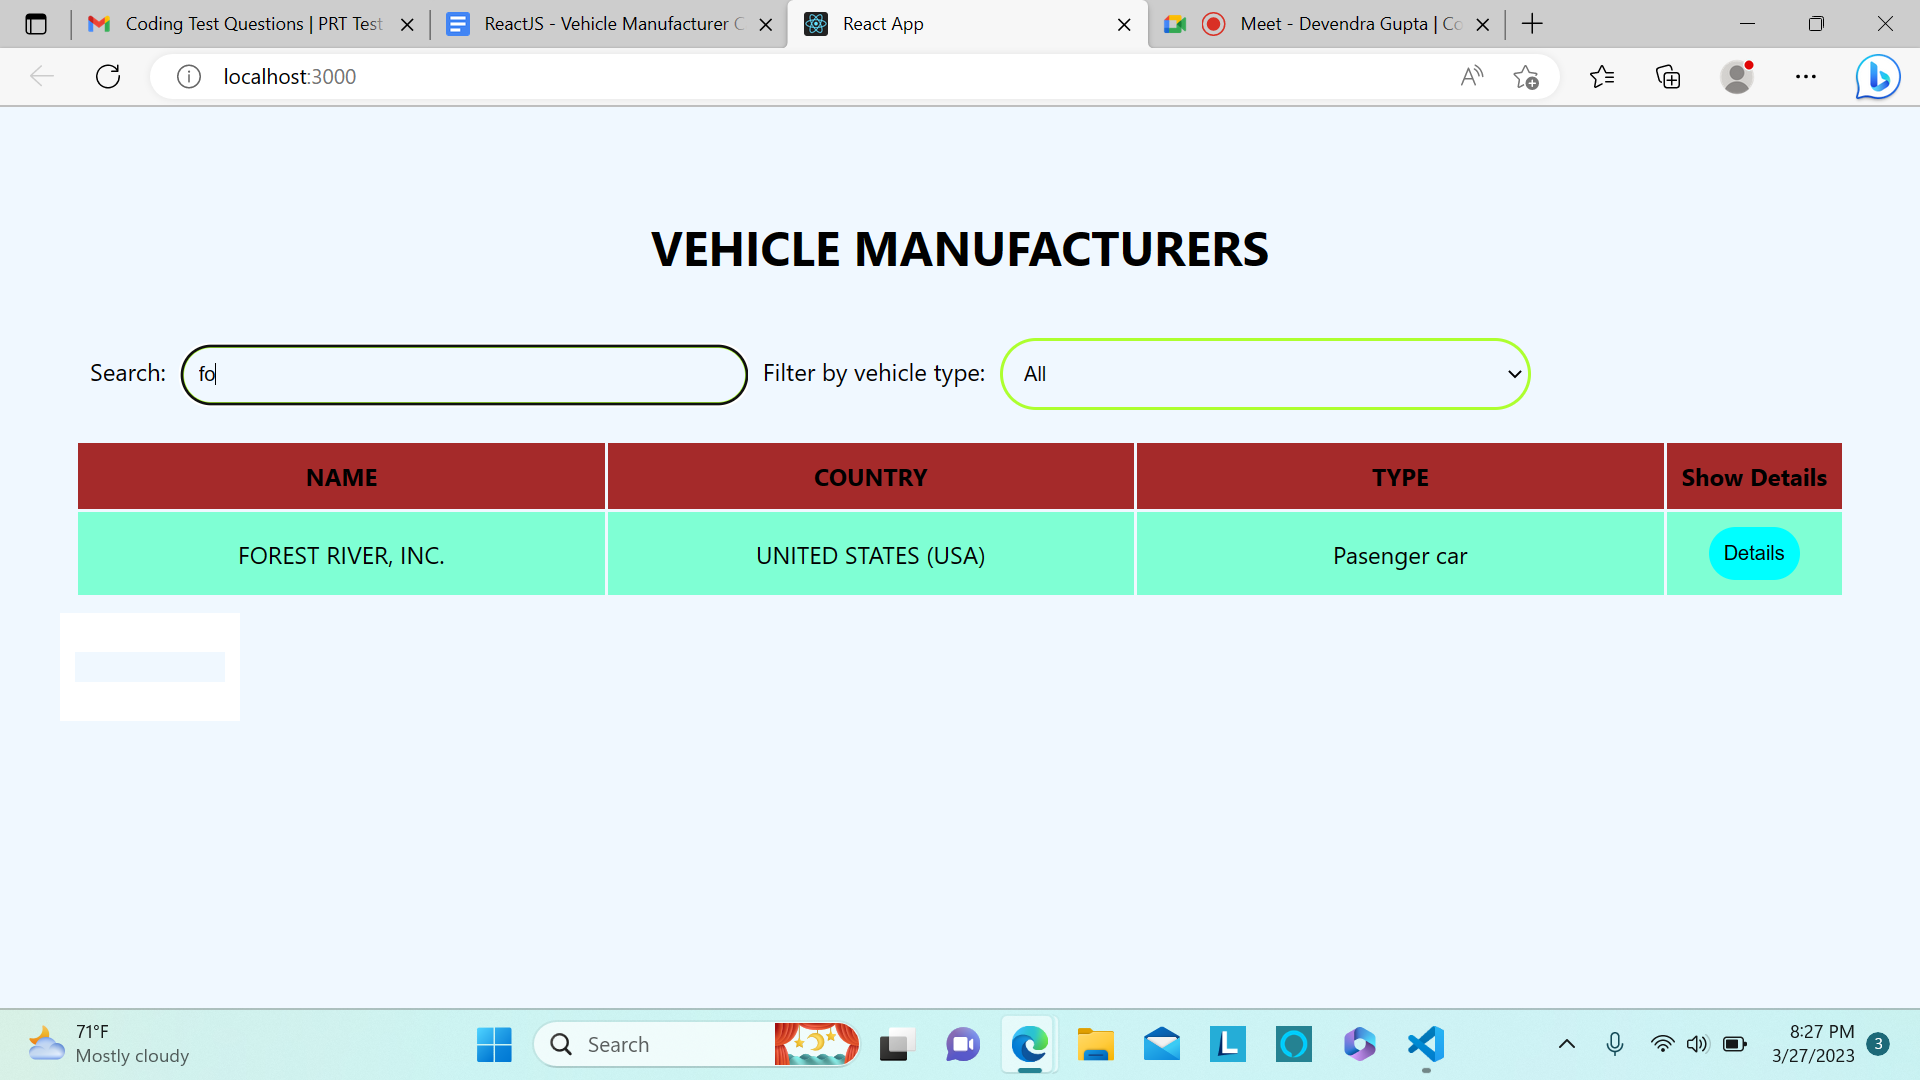 Coding Test Questions | PRT Test
ReactJS - Vehicle Manufacturer C
React App
Meet - Devendra Gupta | Co
localhost:3000
VEHICLE MANUFACTURERS
Search: fo Filter by vehicle type: All
NAME COUNTRY TYPE Show Details
FOREST RIVER, INC. UNITED STATES (USA) Pasenger car Details
71°F
Mostly cloudy
Search
8:27 PM
3/27/2023
3